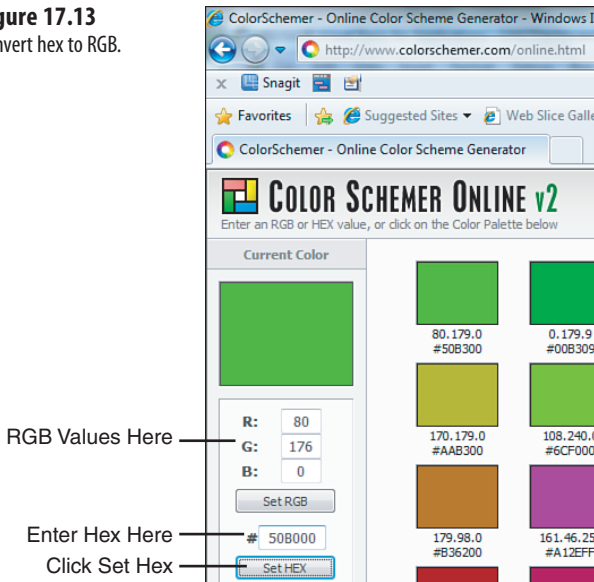 gure 17.13
nvert hex to RGB.
ColorSchemer - Online Color Scheme Generator - Windows I
http://www.colorschemer.com/online.html
x Snagit
Favorites Suggested Sites Web Slice Galle
ColorSchemer - Online Color Scheme Generator
COLOR SCHEMER ONLINE v2
Enter an RGB or HEX value, or click on the Color Palette below
Current Color
80.179.0 0.179.9
#50B300 #00B309
R: 80
RGB Values Here
G: 176
170.179.0 108.240.0
#AAB300 #6CF000
B: 0
Set RGB
Enter Hex Here
# 50B000
179.98.0 161.46.25
#B36200 #A12EFF
Click Set Hex
Set HEX